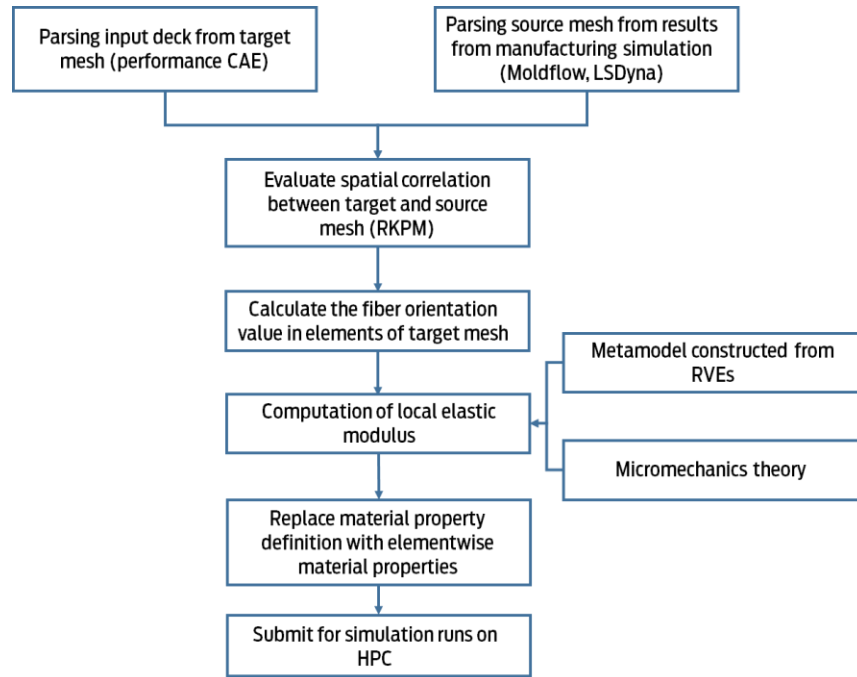 Parsing input deck from target
mesh (performance CAE)
Parsing source mesh from results
from manufacturing simulation
(Moldflow, LSDyna)
Evaluate spatial correlation
between target and source
mesh (RKPM)
Calculate the fiber orientation
value in elements of target mesh
Metamodel constructed from
RVEs
Computation of local elastic
modulus
Micromechanics theory
Replace material property
definition with elementwise
material properties
Submit for simulation runs on
HPC